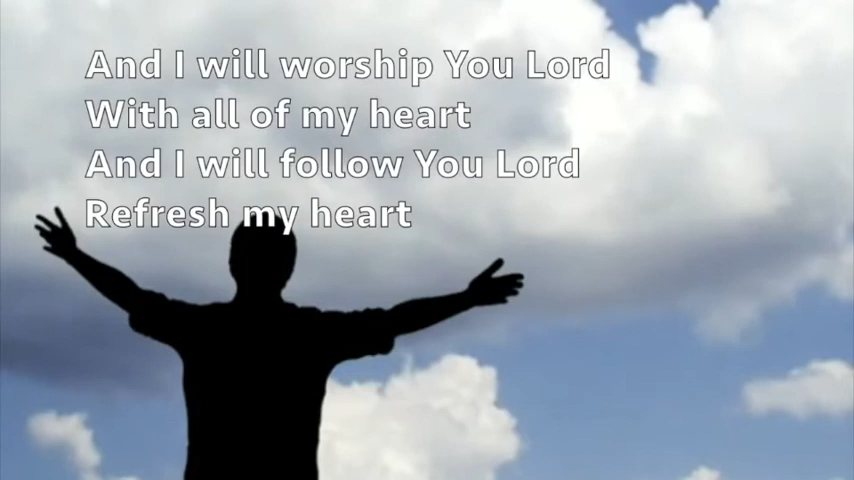 And I will worship You Lord
With all of my heart
And I will follow You Lord
Refresh my heart